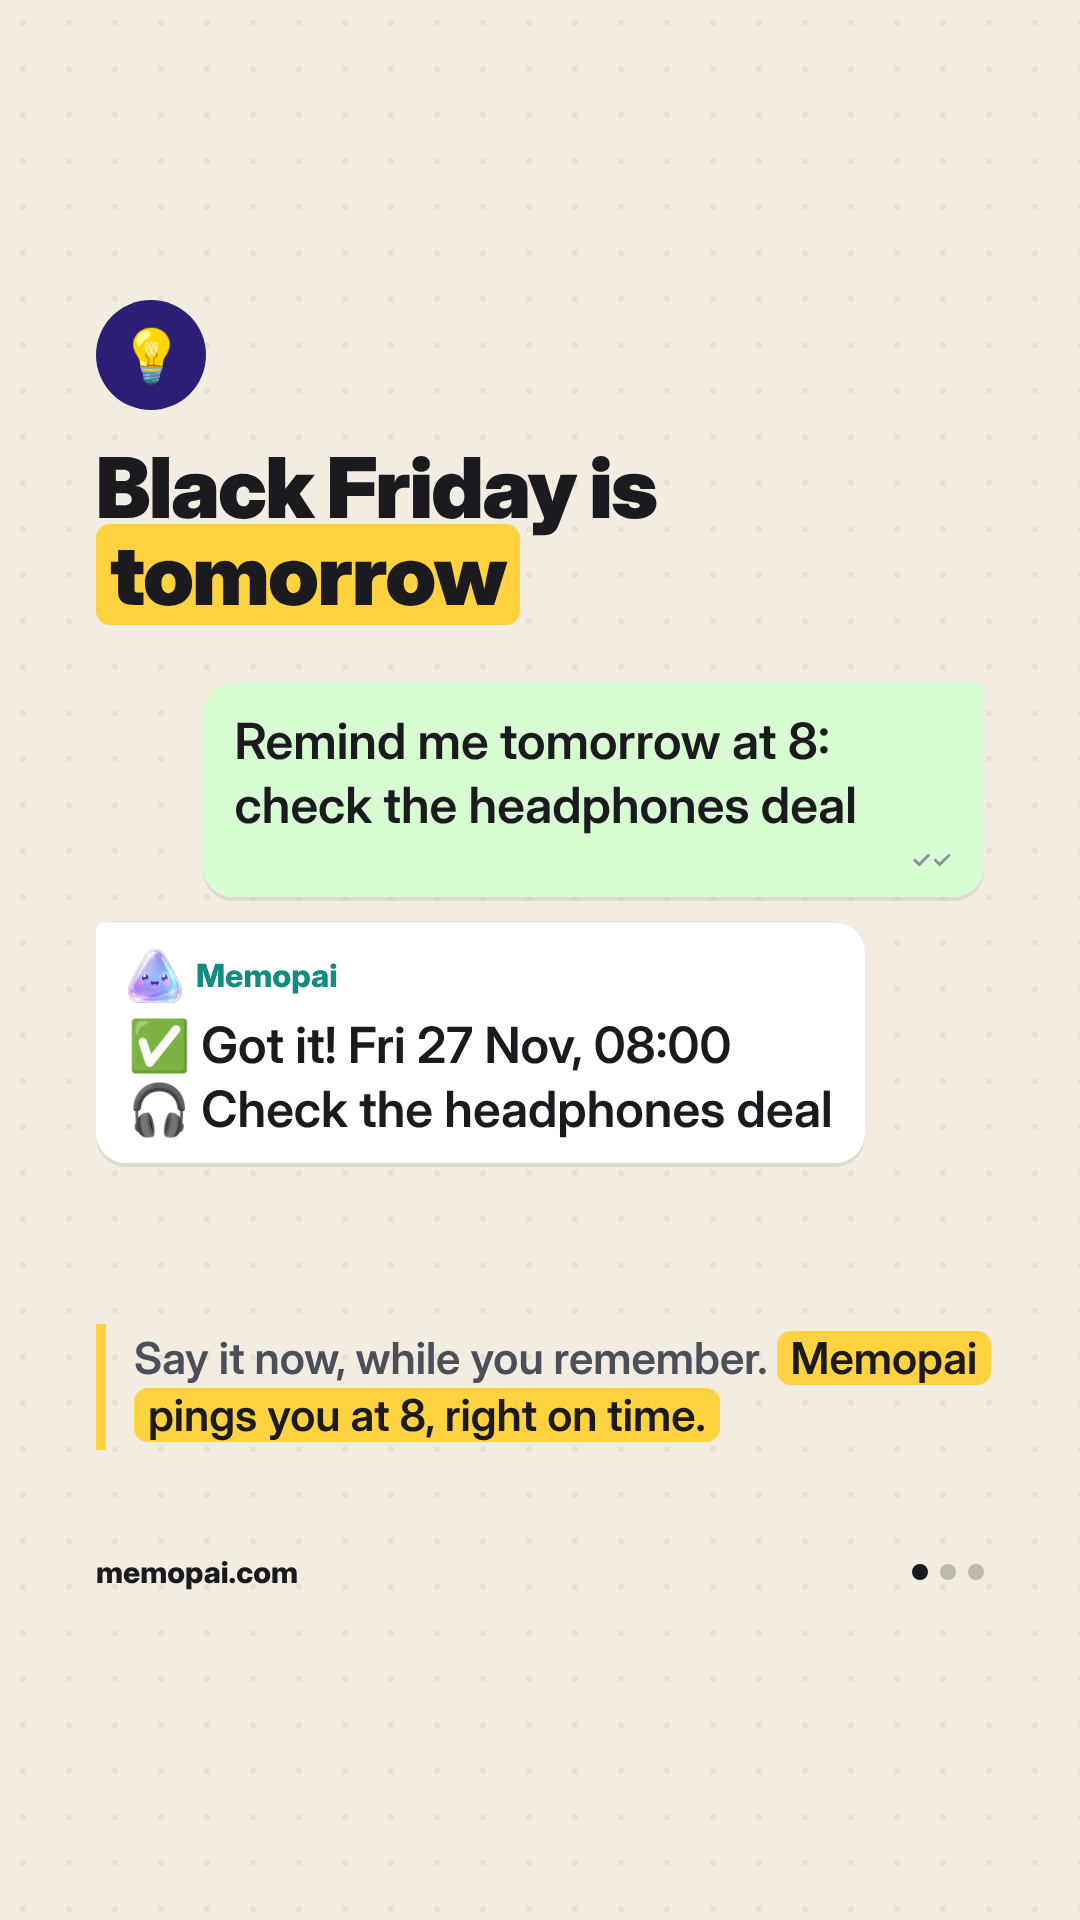 Black Friday is
tomorrow
Remind me tomorrow at 8:
check the headphones deal
Memopai
✅ Got it! Fri 27 Nov, 08:00
🎧 Check the headphones deal
Say it now, while you remember. Memopai
pings you at 8, right on time.
memopai.com